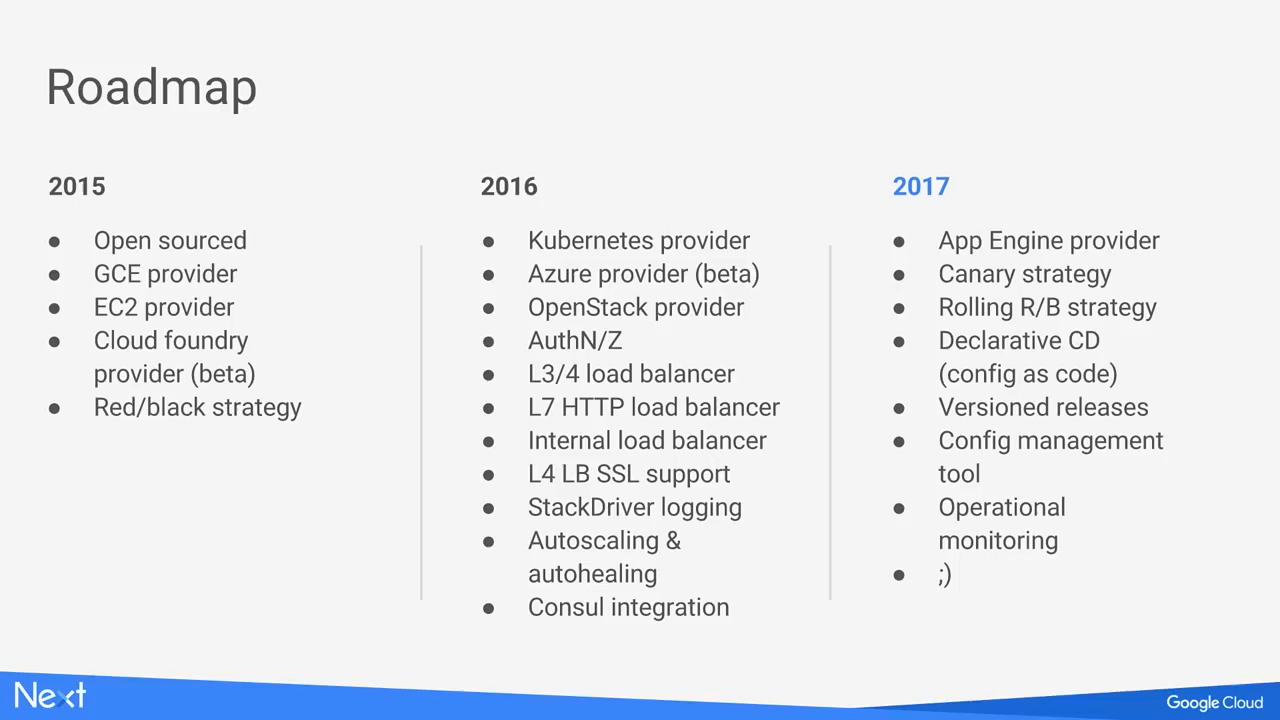 Roadmap
2015
● Open sourced
● GCE provider
● EC2 provider
● Cloud foundry
provider (beta)
● Red/black strategy
2016
● Kubernetes provider
● Azure provider (beta)
● OpenStack provider
● AuthN/Z
● L3/4 load balancer
● L7 HTTP load balancer
● Internal load balancer
● L4 LB SSL support
● StackDriver logging
● Autoscaling &
autohealing
● Consul integration
2017
● App Engine provider
● Canary strategy
● Rolling R/B strategy
● Declarative CD
(config as code)
● Versioned releases
● Config management
tool
● Operational
monitoring
● ;)
Next
Google Cloud